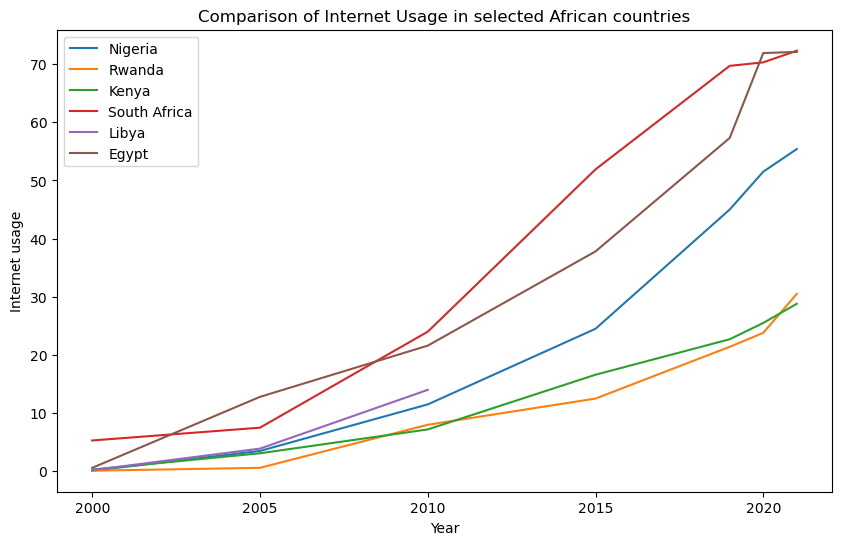 Comparison of Internet Usage in selected African countries
Nigeria
Rwanda
Kenya
South Africa
Libya
Egypt
Internet usage
70
60
50
40
30
20
10
0
2000 2005 2010 2015 2020
Year